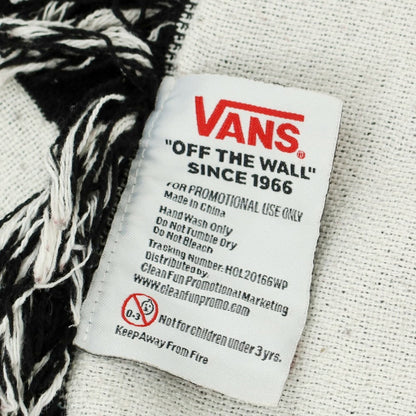 VANS®
"OFF THE WALL"
SINCE 1966
FOR PROMOTIONAL USE ONLY
Made in China
Hand Wash Only
Do Not Tumble Dry
Do Not Bleach
Tracking Number: HOL20166WP
Distributed by:
CleanFun Promotional Marketing
www.cleanfunpromo.com
0-3
Not for children under 3 yrs.
Keep Away From Fire